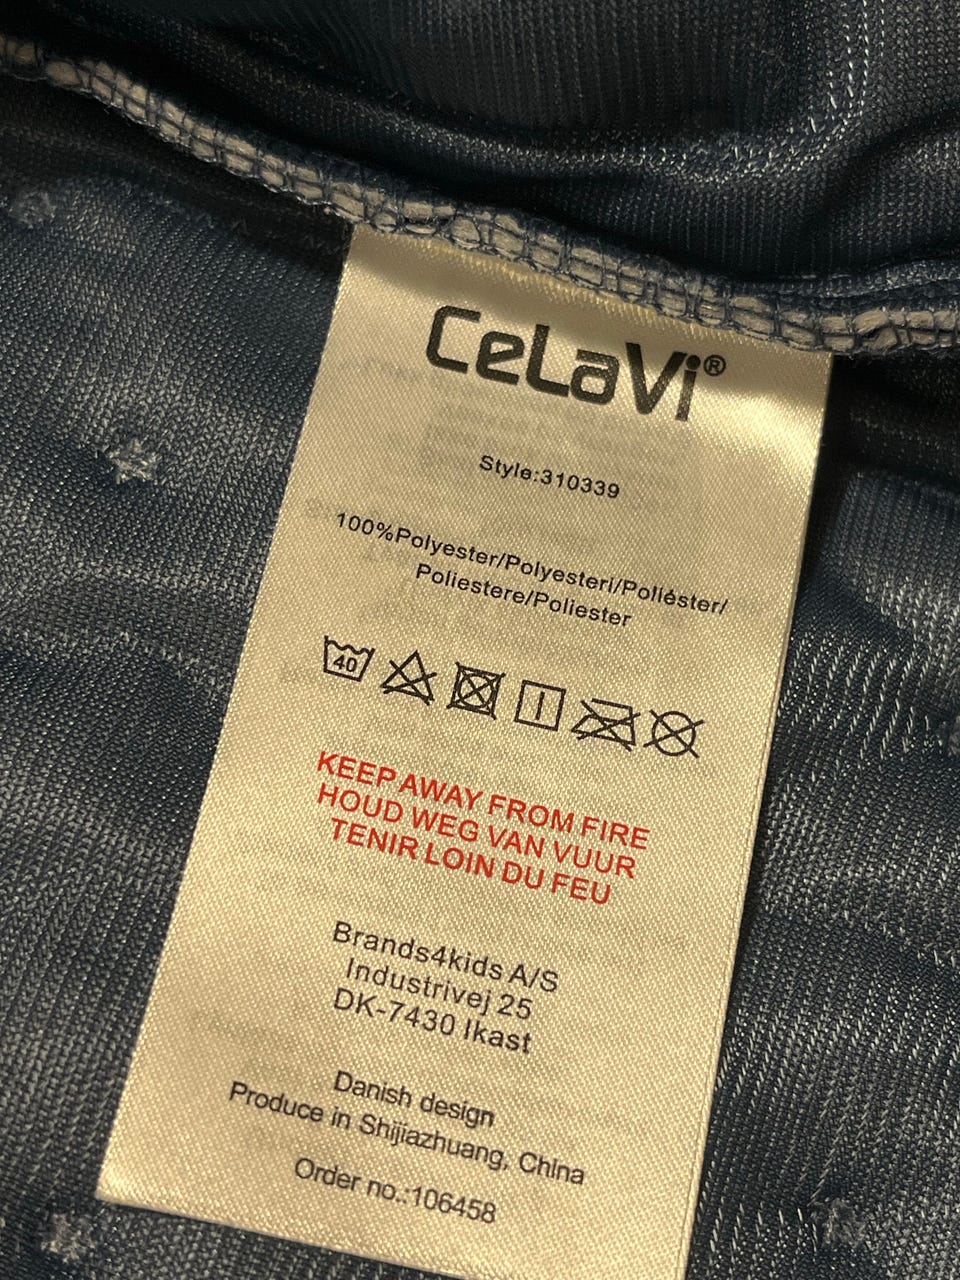 CeLaVi®
Style:310339
100%Polyester/Polyesteri/Poliéster/
Poliestere/Poliester
40
KEEP AWAY FROM FIRE
HOUD WEG VAN VUUR
TENIR LOIN DU FEU
Brands4kids A/S
Industrivej 25
DK-7430 Ikast
Danish design
Produce in Shijiazhuang, China
Order no.:106458